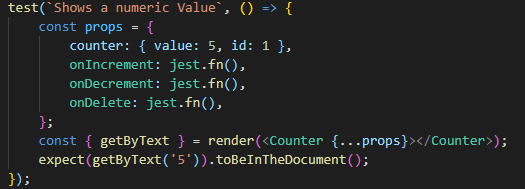 test(`Shows a numeric Value`, () => {
    const props = {
        counter: { value: 5, id: 1 },
        onIncrement: jest.fn(),
        onDecrement: jest.fn(),
        onDelete: jest.fn(),
    };
    const { getByText } = render(<Counter {...props}></Counter>);
    expect(getByText('5')).toBeInTheDocument();
});